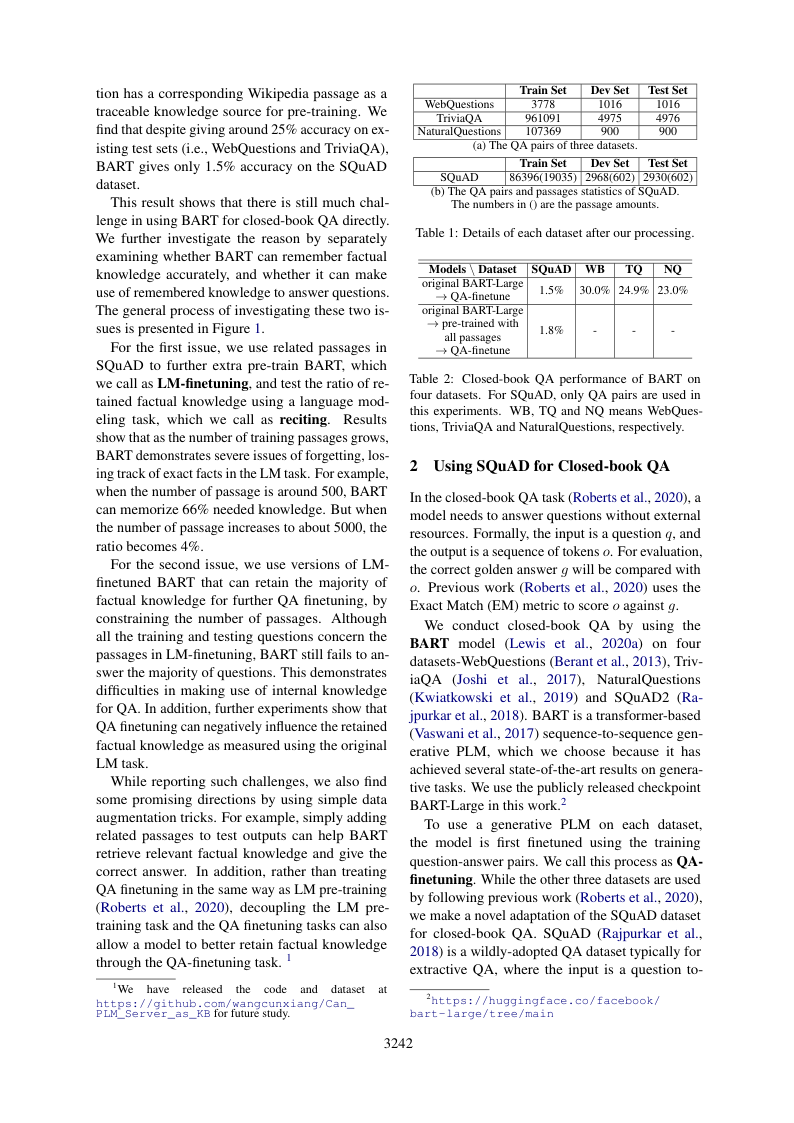 tion has a corresponding Wikipedia passage as a
traceable knowledge source for pre-training. We
find that despite giving around 25% accuracy on ex-
isting test sets (i.e., WebQuestions and TriviaQA),
BART gives only 1.5% accuracy on the SQuAD
dataset.
This result shows that there is still much chal-
lenge in using BART for closed-book QA directly.
We further investigate the reason by separately
examining whether BART can remember factual
knowledge accurately, and whether it can make
use of remembered knowledge to answer questions.
The general process of investigating these two is-
sues is presented in Figure 1.
For the first issue, we use related passages in
SQuAD to further extra pre-train BART, which
we call as LM-finetuning, and test the ratio of re-
tained factual knowledge using a language mod-
eling task, which we call as reciting. Results
show that as the number of training passages grows,
BART demonstrates severe issues of forgetting, los-
ing track of exact facts in the LM task. For example,
when the number of passage is around 500, BART
can memorize 66% needed knowledge. But when
the number of passage increases to about 5000, the
ratio becomes 4%.
For the second issue, we use versions of LM-
finetuned BART that can retain the majority of
factual knowledge for further QA finetuning, by
constraining the number of passages. Although
all the training and testing questions concern the
passages in LM-finetuning, BART still fails to an-
swer the majority of questions. This demonstrates
difficulties in making use of internal knowledge
for QA. In addition, further experiments show that
QA finetuning can negatively influence the retained
factual knowledge as measured using the original
LM task.
While reporting such challenges, we also find
some promising directions by using simple data
augmentation tricks. For example, simply adding
related passages to test outputs can help BART
retrieve relevant factual knowledge and give the
correct answer. In addition, rather than treating
QA finetuning in the same way as LM pre-training
(Roberts et al., 2020), decoupling the LM pre-
training task and the QA finetuning tasks can also
allow a model to better retain factual knowledge
through the QA-finetuning task. 1
1We have released the code and dataset at
https://github.com/wangcunxiang/Can_
PLM_Server_as_KB for future study.
Train Set Dev Set Test Set
WebQuestions 3778 1016 1016
TriviaQA 961091 4975 4976
NaturalQuestions 107369 900 900
(a) The QA pairs of three datasets.
Train Set Dev Set Test Set
SQuAD 86396(19035) 2968(602) 2930(602)
(b) The QA pairs and passages statistics of SQuAD.
The numbers in () are the passage amounts.
Table 1: Details of each dataset after our processing.
Models \ Dataset SQuAD WB TQ NQ
original BART-Large
→ QA-finetune 1.5% 30.0% 24.9% 23.0%
original BART-Large
→ pre-trained with
all passages
→ QA-finetune 1.8% - - -
Table 2: Closed-book QA performance of BART on
four datasets. For SQuAD, only QA pairs are used in
this experiments. WB, TQ and NQ means WebQues-
tions, TriviaQA and NaturalQuestions, respectively.
2 Using SQuAD for Closed-book QA
In the closed-book QA task (Roberts et al., 2020), a
model needs to answer questions without external
resources. Formally, the input is a question q, and
the output is a sequence of tokens o. For evaluation,
the correct golden answer g will be compared with
o. Previous work (Roberts et al., 2020) uses the
Exact Match (EM) metric to score o against g.
We conduct closed-book QA by using the
BART model (Lewis et al., 2020a) on four
datasets-WebQuestions (Berant et al., 2013), Triv-
iaQA (Joshi et al., 2017), NaturalQuestions
(Kwiatkowski et al., 2019) and SQuAD2 (Ra-
jpurkar et al., 2018). BART is a transformer-based
(Vaswani et al., 2017) sequence-to-sequence gen-
erative PLM, which we choose because it has
achieved several state-of-the-art results on genera-
tive tasks. We use the publicly released checkpoint
BART-Large in this work.2
To use a generative PLM on each dataset,
the model is first finetuned using the training
question-answer pairs. We call this process as QA-
finetuning. While the other three datasets are used
by following previous work (Roberts et al., 2020),
we make a novel adaptation of the SQuAD dataset
for closed-book QA. SQuAD (Rajpurkar et al.,
2018) is a wildly-adopted QA dataset typically for
extractive QA, where the input is a question to-
2https://huggingface.co/facebook/
bart-large/tree/main
3242